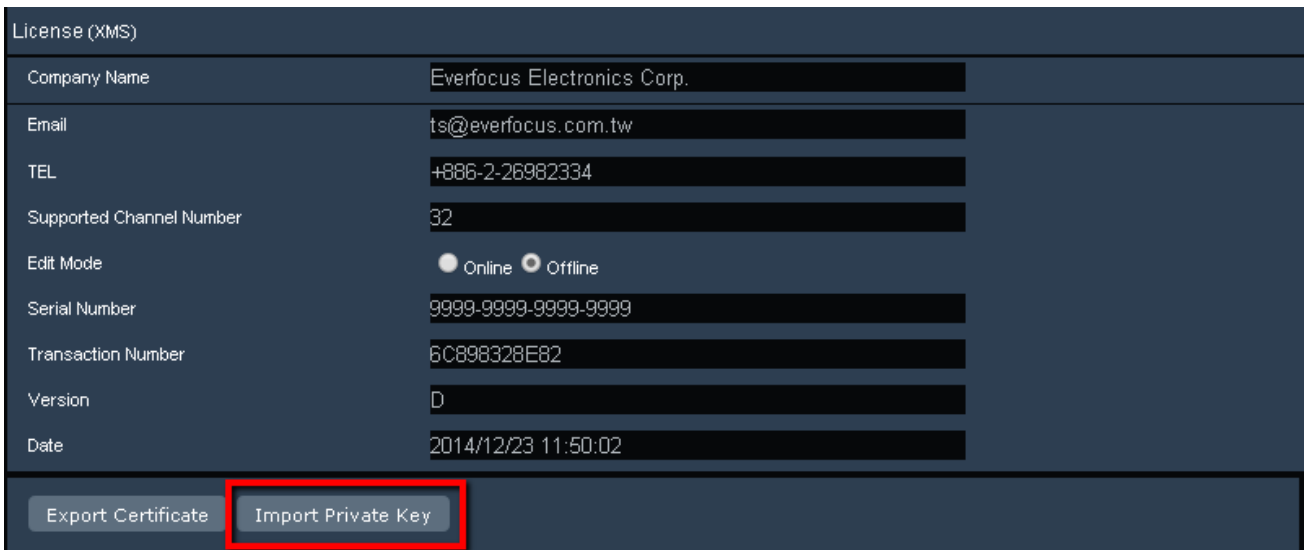 License (XMS)
Company Name Everfocus Electronics Corp.
Email ts@everfocus.com.tw
TEL +886-2-26982334
Supported Channel Number 32
Edit Mode Online Offline
Serial Number 9999-9999-9999-9999
Transaction Number 6C898328E82
Version D
Date 2014/12/23 11:50:02
Export Certificate Import Private Key